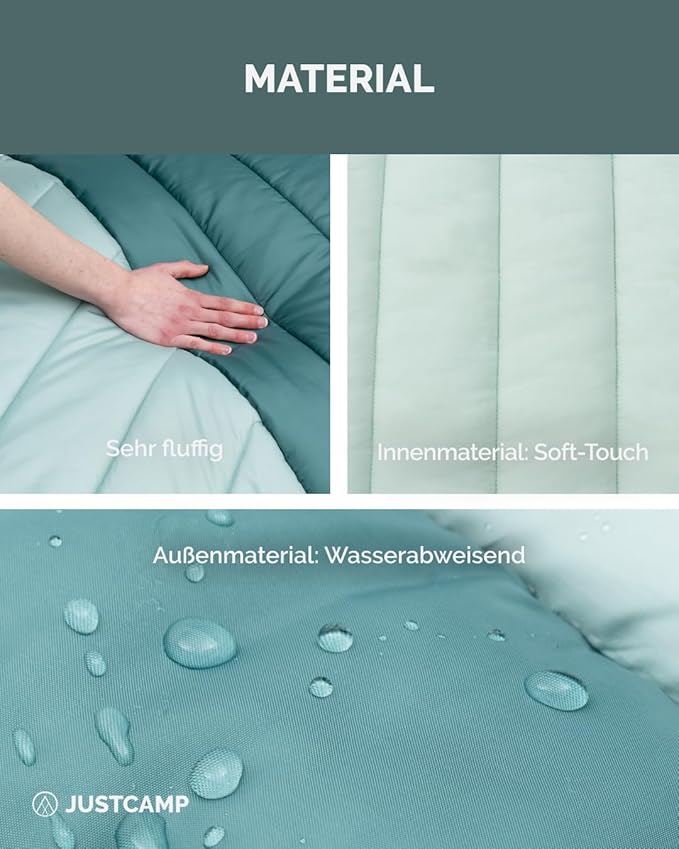 MATERIAL
Sehr fluffig
Innenmaterial: Soft-Touch
Außenmaterial: Wasserabweisend
JUSTCAMP